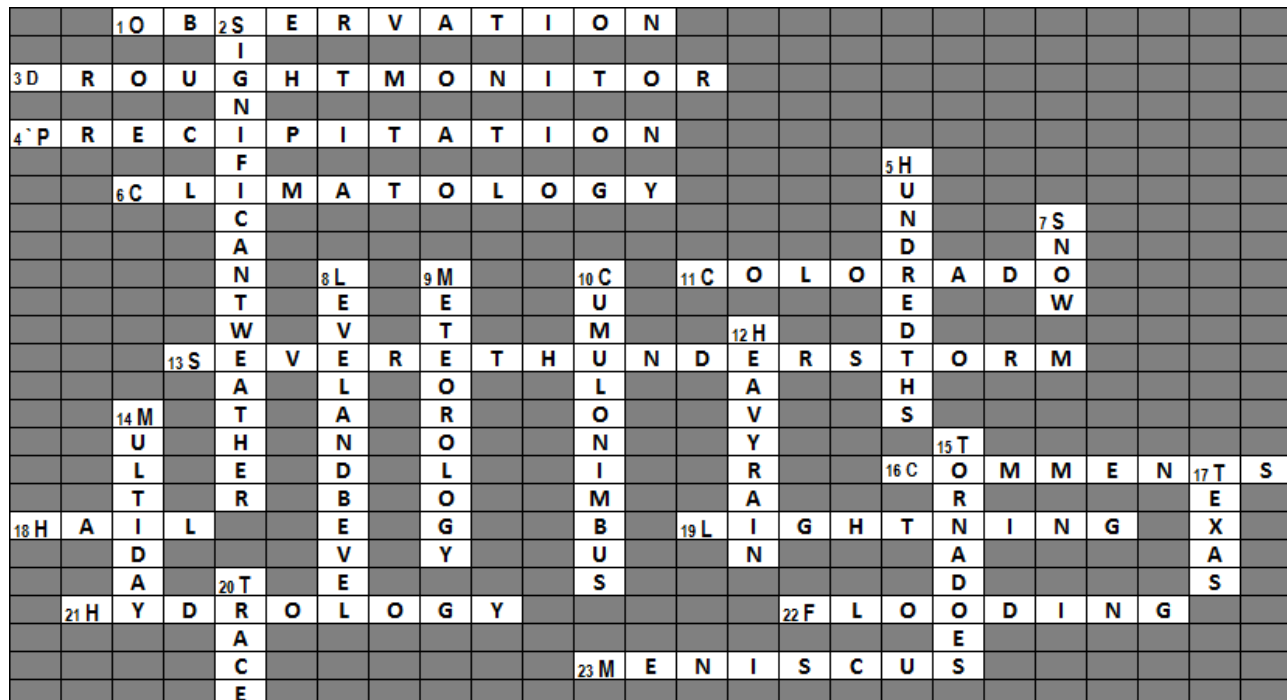 1 O B 2 S E R V A T I O N
I
3 D R O U G H T M O N I T O R
N
4 ` P R E C I P I T A T I O N
F 5 H
6 C L I M A T O L O G Y U
C N 7 S
A D N
N 8 L 9 M 10 C 11 C O L O R A D O
T E E U E W
W V T M 12 H D
13 S E V E R E T H U N D E R S T O R M
A L O L A H
14 M T A R O V S
U H N O N Y 15 T
L E D L I R 16 C O M M E N 17 T S
T R B O M A R E
18 H A I L E G B 19 L I G H T N I N G X
D V Y U N A A
A 20 T E S D S
21 H Y D R O L O G Y 22 F L O O D I N G
A E
C 23 M E N I S C U S
E